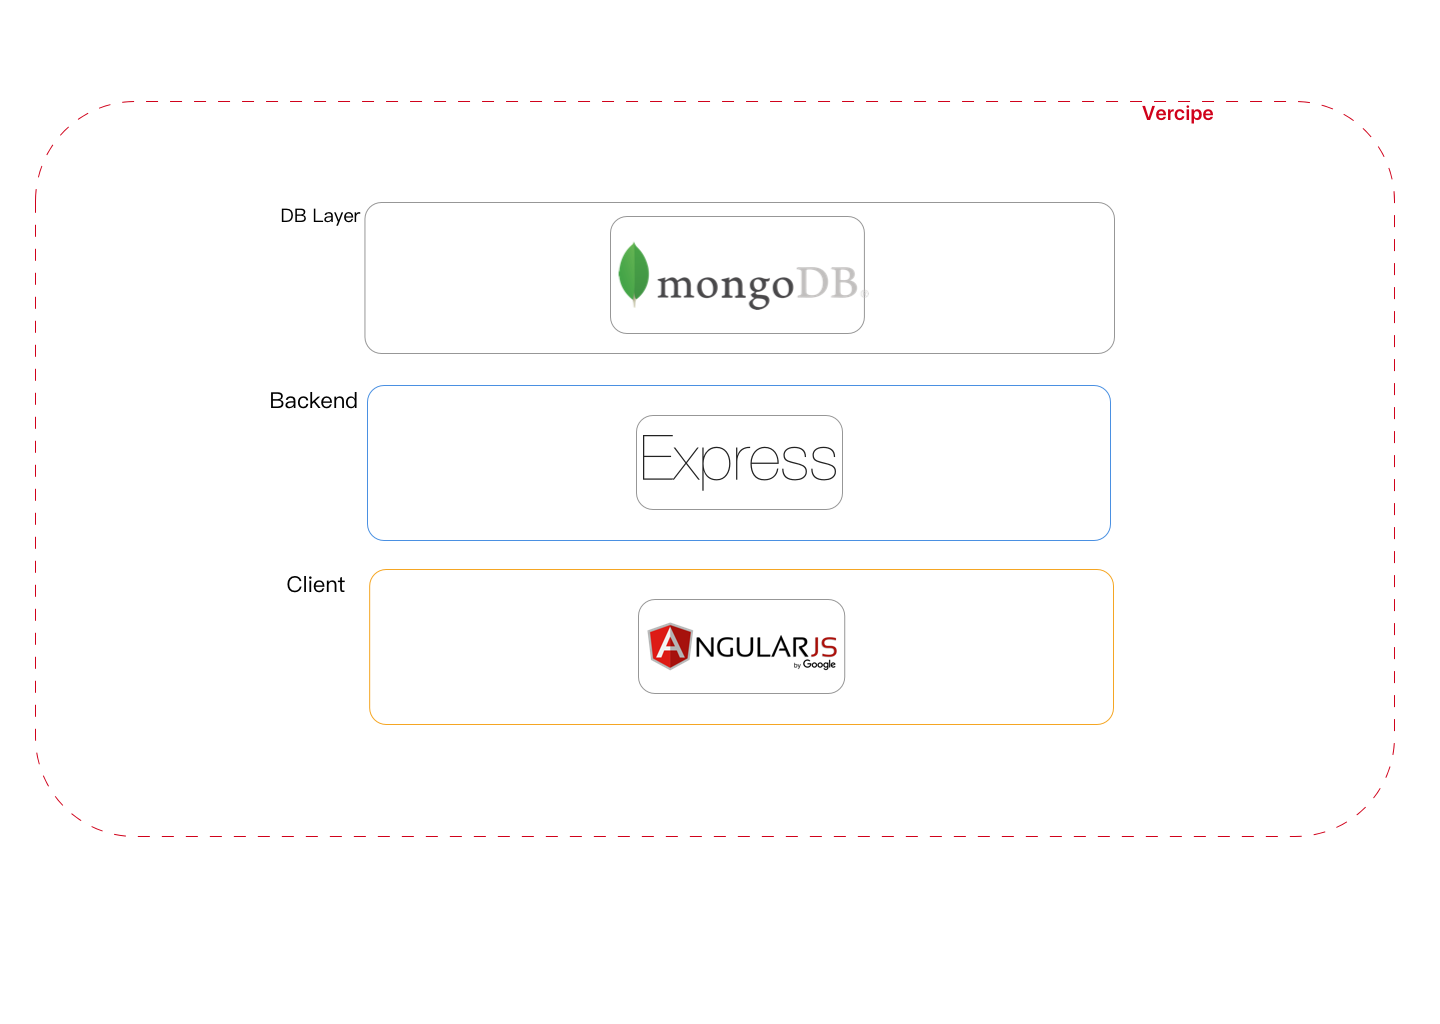 Vercipe
DB Layer
mongoDB®
Backend
Express
Client
ANGULARJS
by Google